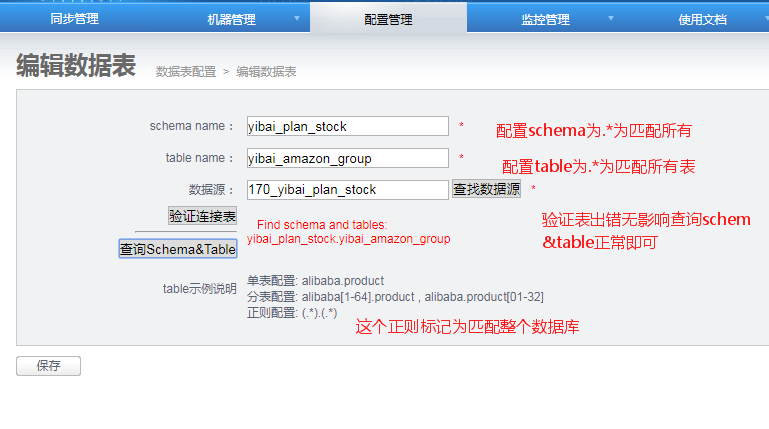 同步管理 机器管理 配置管理 监控管理 使用文档
编辑数据表 数据表配置 > 编辑数据表
schema name： yibai_plan_stock * 配置schema为.*为匹配所有
table name： yibai_amazon_group * 配置table为.*为匹配所有表
数据源： 170_yibai_plan_stock 查找数据源 *
验证连接表
Find schema and tables:
yibai_plan_stock.yibai_amazon_group
验证表出错无影响查询schem
&table正常即可
查询Schema&Table
table示例说明 单表配置: alibaba.product
分表配置: alibaba[1-64].product , alibaba.product[01-32]
正则配置: (.*).(.*)
这个正则标记为匹配整个数据库
保存